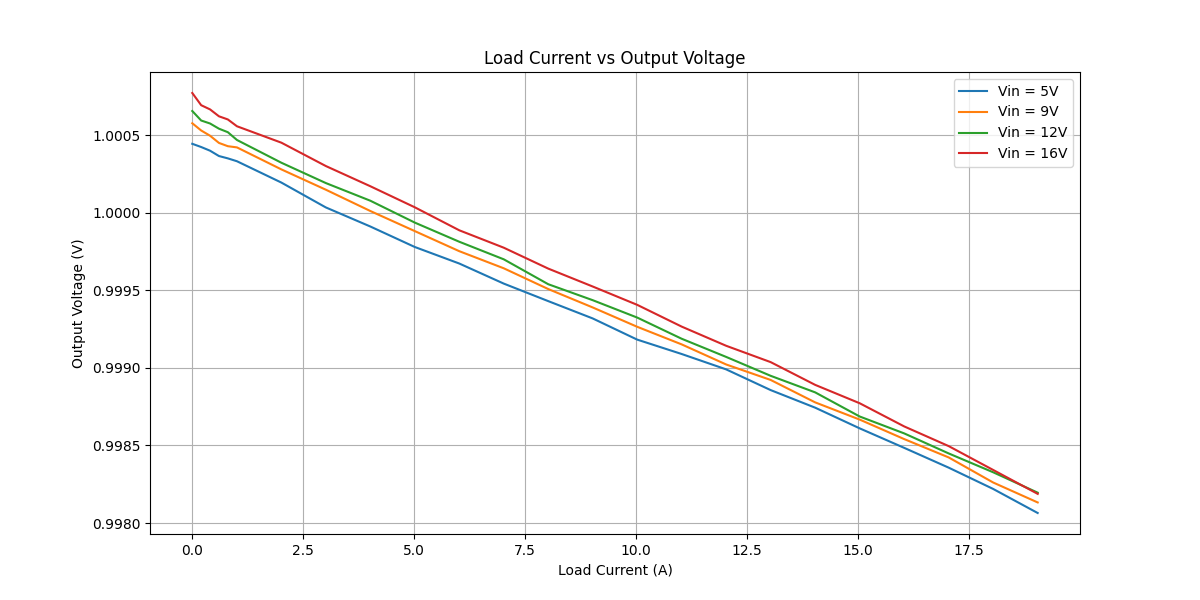 Load Current vs Output Voltage
Vin = 5V
Vin = 9V
Vin = 12V
Vin = 16V
Output Voltage (V)
1.0005
1.0000
0.9995
0.9990
0.9985
0.9980
0.0 2.5 5.0 7.5 10.0 12.5 15.0 17.5
Load Current (A)